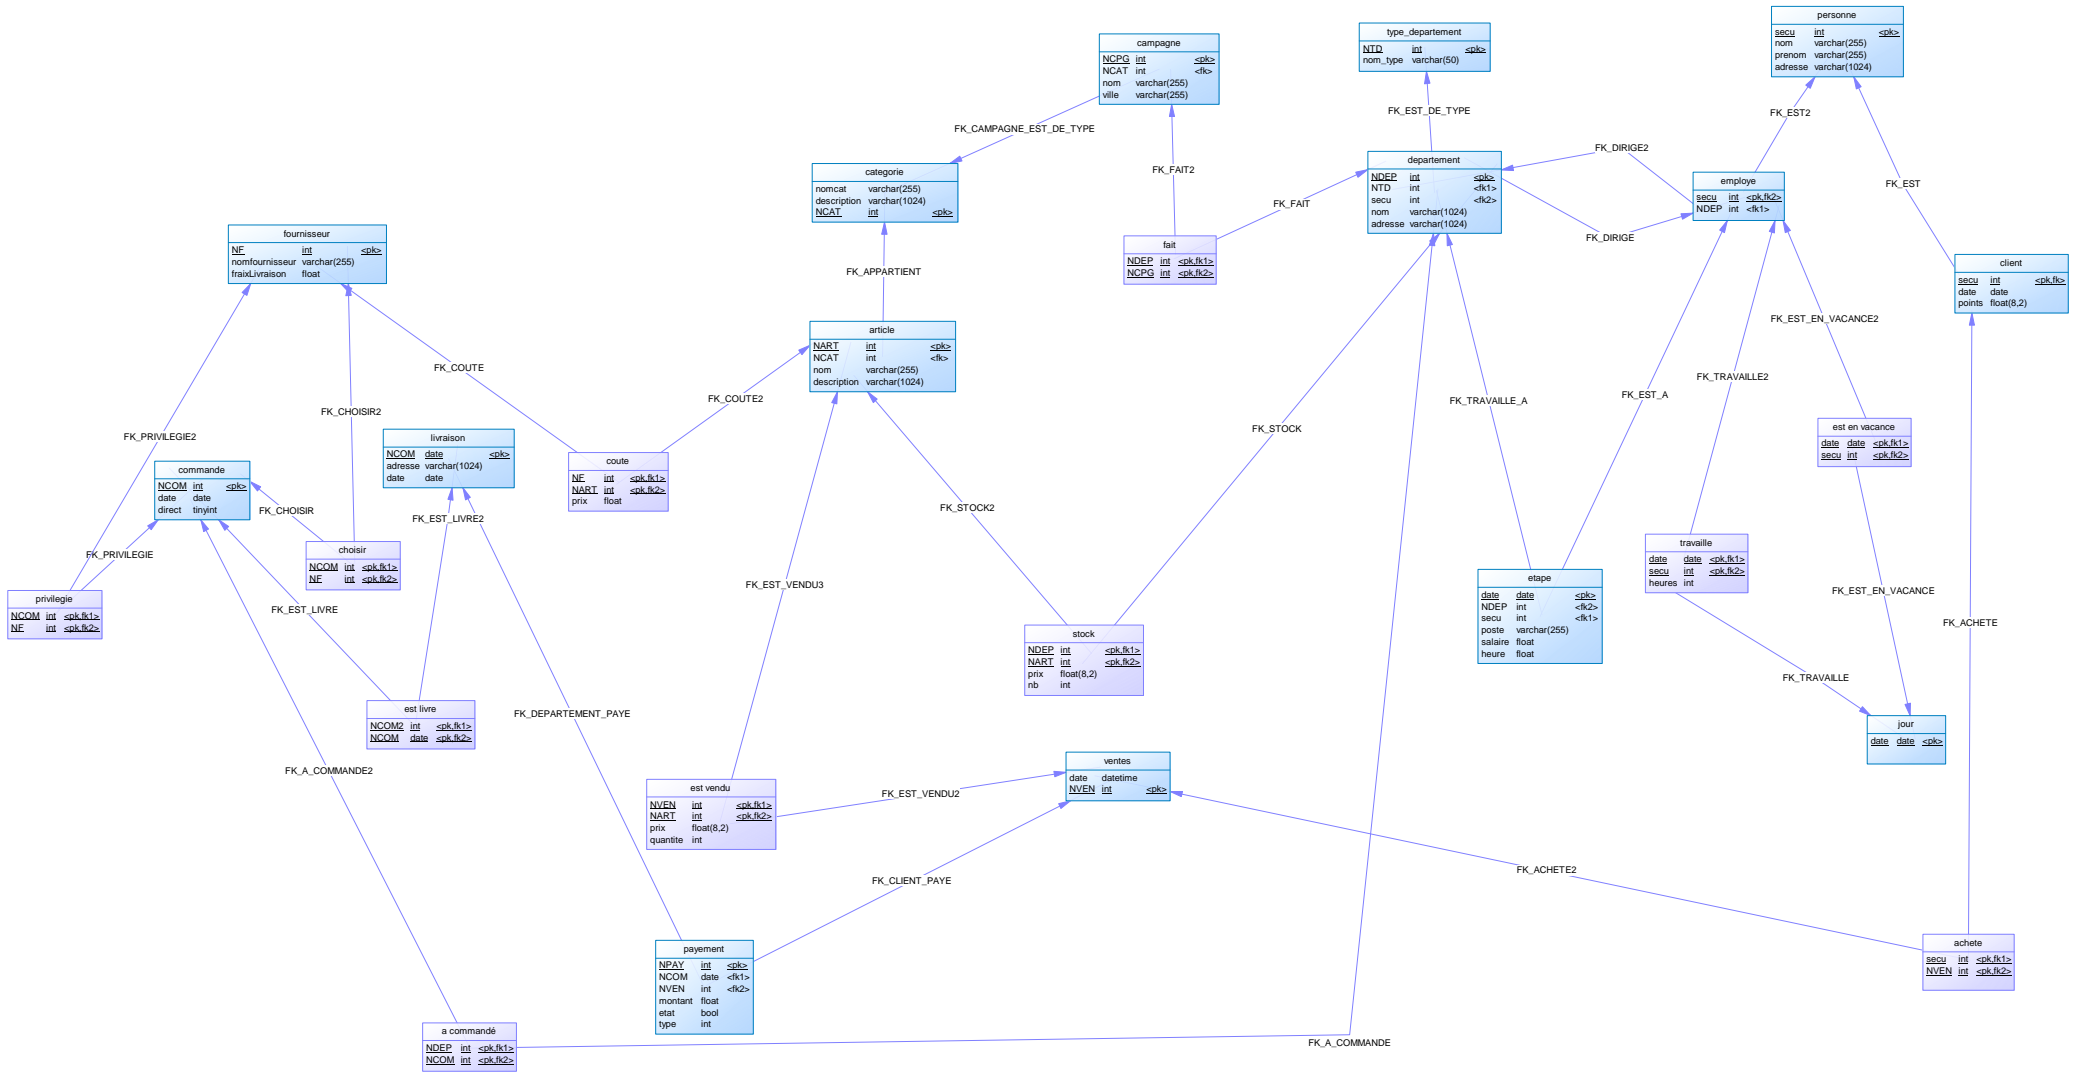 personne
secu int <pk>
nom varchar(255)
prenom varchar(255)
adresse varchar(1024)
type_departement
NTD int <pk>
nom_type varchar(50)
campagne
NCPG int <pk>
NCAT int <fk>
nom varchar(255)
ville varchar(255)
FK_EST_DE_TYPE
FK_EST2
FK_CAMPAGNE_EST_DE_TYPE
FK_DIRIGE2
departement
NDEP int <pk>
NTD int <fk1>
secu int <fk2>
nom varchar(1024)
adresse varchar(1024)
FK_FAIT2
categorie
nomcat varchar(255)
description varchar(1024)
NCAT int <pk>
employe
secu int <pk,fk2>
NDEP int <fk1>
FK_EST
FK_FAIT
fournisseur
NF int <pk>
nomfournisseur varchar(255)
fraixLivraison float
fait
NDEP int <pk,fk1>
NCPG int <pk,fk2>
FK_DIRIGE
client
secu int <pk,fk>
date date
points float(8,2)
FK_APPARTIENT
FK_EST_EN_VACANCE2
article
NART int <pk>
NCAT int <fk>
nom varchar(255)
description varchar(1024)
FK_COUTE
FK_TRAVAILLE2
FK_EST_A
FK_COUTE2
FK_TRAVAILLE_A
FK_CHOISIR2
FK_STOCK
FK_PRIVILEGIE2
livraison
NCOM date <pk>
adresse varchar(1024)
date date
est en vacance
date date <pk,fk1>
secu int <pk,fk2>
coute
NF int <pk,fk1>
NART int <pk,fk2>
prix float
commande
NCOM int <pk>
date date
direct tinyint
FK_CHOISIR
FK_EST_LIVRE2
FK_STOCK2
FK_PRIVILEGIE
choisir
NCOM int <pk,fk1>
NF int <pk,fk2>
travaille
date date <pk,fk1>
secu int <pk,fk2>
heures int
FK_EST_VENDU3
etape
date date <pk>
NDEP int <fk2>
secu int <fk1>
poste varchar(255)
salaire float
heure float
FK_EST_EN_VACANCE
privilegie
NCOM int <pk,fk1>
NF int <pk,fk2>
FK_EST_LIVRE
FK_ACHETE
stock
NDEP int <pk,fk1>
NART int <pk,fk2>
prix float(8,2)
nb int
FK_TRAVAILLE
est livre
NCOM2 int <pk,fk1>
NCOM date <pk,fk2>
FK_DEPARTEMENT_PAYE
jour
date date <pk>
FK_A_COMMANDE2
ventes
date datetime
NVEN int <pk>
est vendu
NVEN int <pk,fk1>
NART int <pk,fk2>
prix float(8,2)
quantite int
FK_EST_VENDU2
FK_ACHETE2
FK_CLIENT_PAYE
achete
secu int <pk,fk1>
NVEN int <pk,fk2>
payement
NPAY int <pk>
NCOM date <fk1>
NVEN int <fk2>
montant float
etat bool
type int
a commandé
NDEP int <pk,fk1>
NCOM int <pk,fk2>
FK_A_COMMANDE